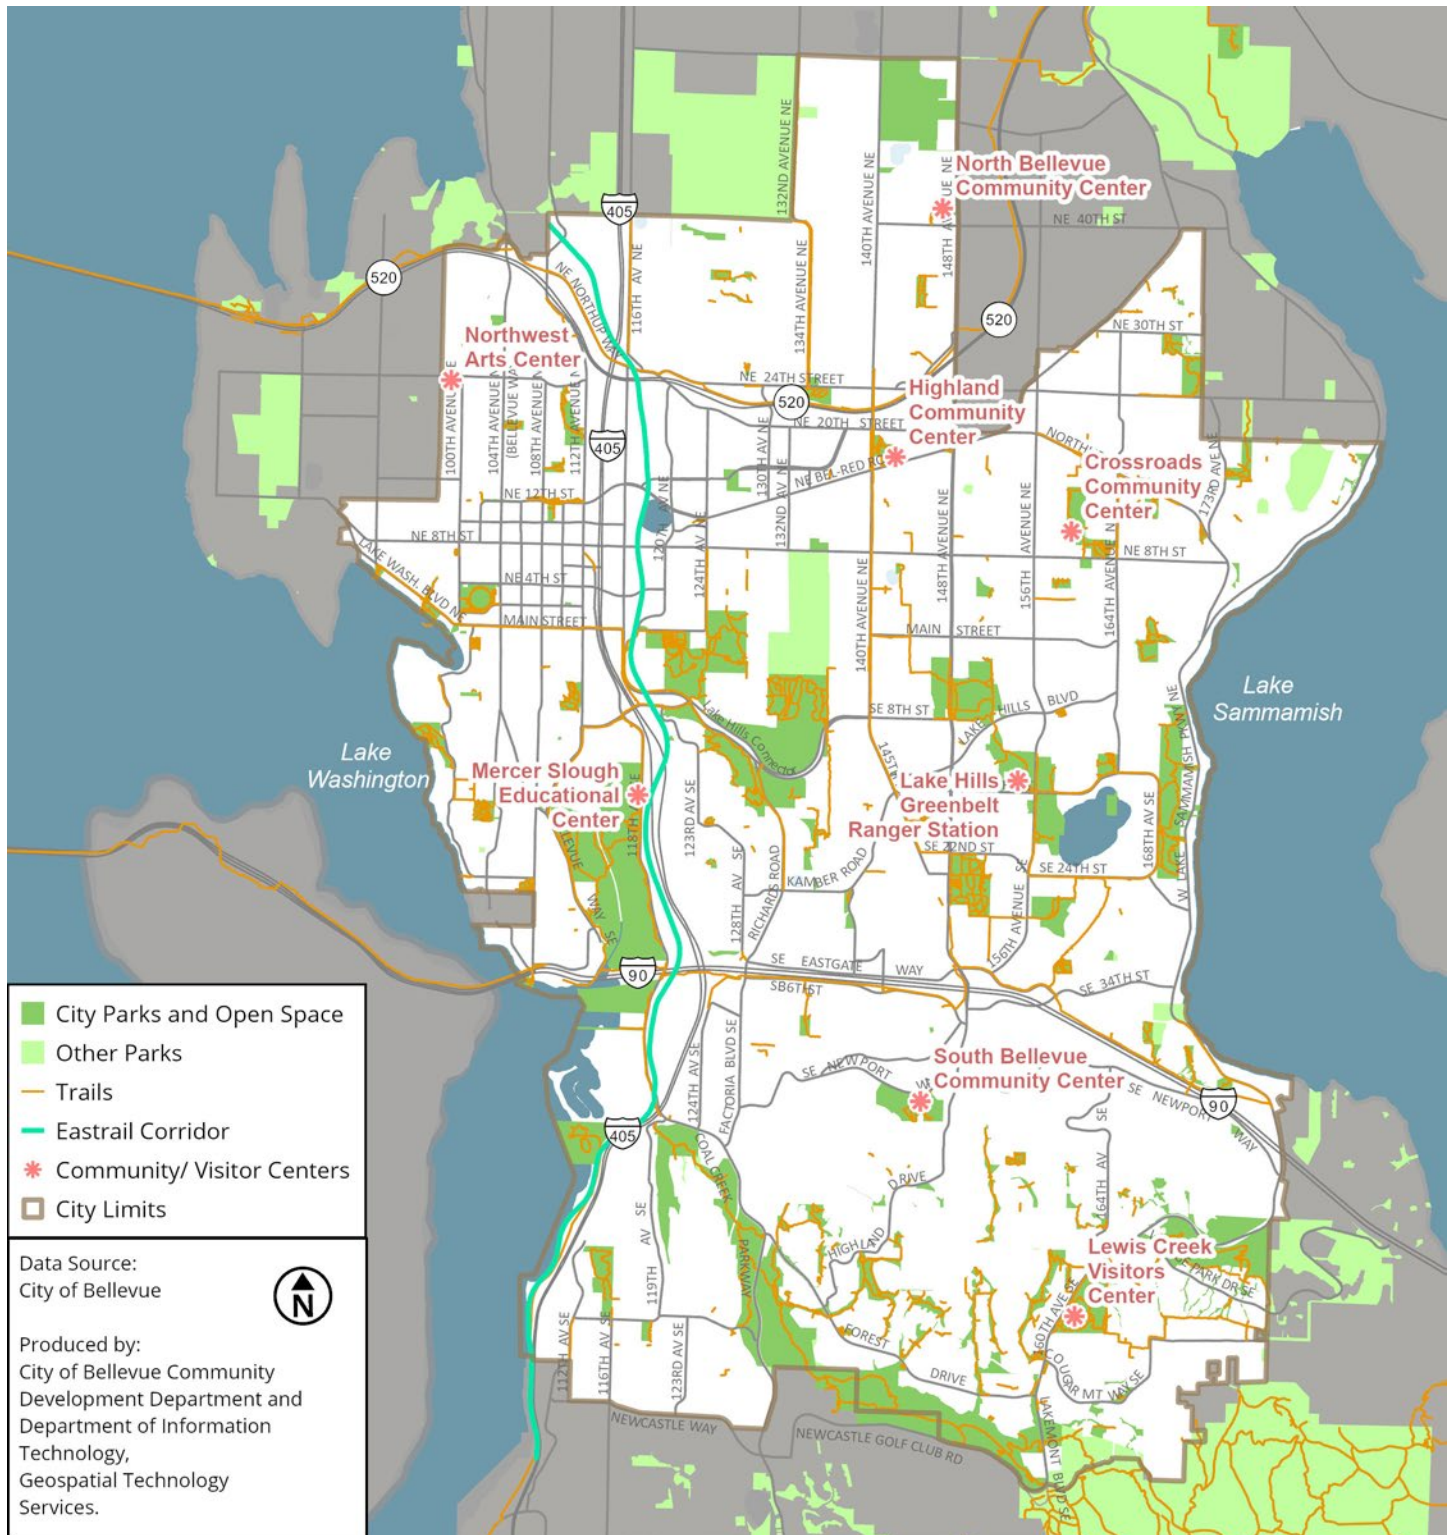 132ND AVENUE NE
140TH AVENUE NE
North Bellevue
Community Center
148TH AV
UE NE
NE 40TH ST
405
520
NE NORTHUP WAY
116TH AV NE
134TH AVENUE NE
520
NE 30TH ST
Northwest
Arts Center
NE 24TH STREET
520
Highland
Community
Center
NE 20TH STREET
100TH AVENUE
104TH AVENUE N
(BELLEVUE WA
108TH AVENUE N
112TH AVENUE N
405
130TH AV NE
132ND AV NE
NE BEL-RED RO
Crossroads
Community
Center
173RD AVE NE
NE 12TH ST
120TH AV NE
124TH AV NE
148TH AVENUE NE
156TH AVENUE NE
164TH AVENUE N
NE 8TH ST
NE 8TH ST
LAKE WASH. BLVD NE
NE 4TH ST
MAIN STREET
140TH AVENUE NE
MAIN STREET
Lake
Sammamish
Lake Hills Connector
SE 8TH ST
LAKE HILLS BLVD
W LAKE SAMMAMISH PKWY NE
Lake
Washington
Mercer Slough
Educational
Center
118TH
123RD AV SE
145TH
Lake Hills
Greenbelt
Ranger Station
168TH AV SE
SE 22ND ST
SE 24TH ST
KAMBER ROAD
128TH AV SE
RICHARDS ROAD
WAY SE
156TH AVENUE SE
SE EASTGATE WAY
90
SE 34TH ST
City Parks and Open Space
Other Parks
Trails
Eastrail Corridor
Community/ Visitor Centers
City Limits
South Bellevue
Community Center
SE NEWPORT W
SE NEWPORT WAY
90
124TH AV SE
FACTORIA BLVD SE
405
COAL CREEK PARKWAY
119TH AV SE
164TH AV SE
HIGHLAND DRIVE
Lewis Creek
Visitors
Center
E PARK DR SE
160TH AVE SE
Data Source:
City of Bellevue
N
Produced by:
City of Bellevue Community
Development Department and
Department of Information
Technology,
Geospatial Technology
Services.
112TH AV SE
116TH AV SE
123RD AV SE
FOREST DRIVE
COUGAR MT WAY SE
LAKEMONT BLVD SE
NEWCASTLE WAY
NEWCASTLE GOLF CLUB RD